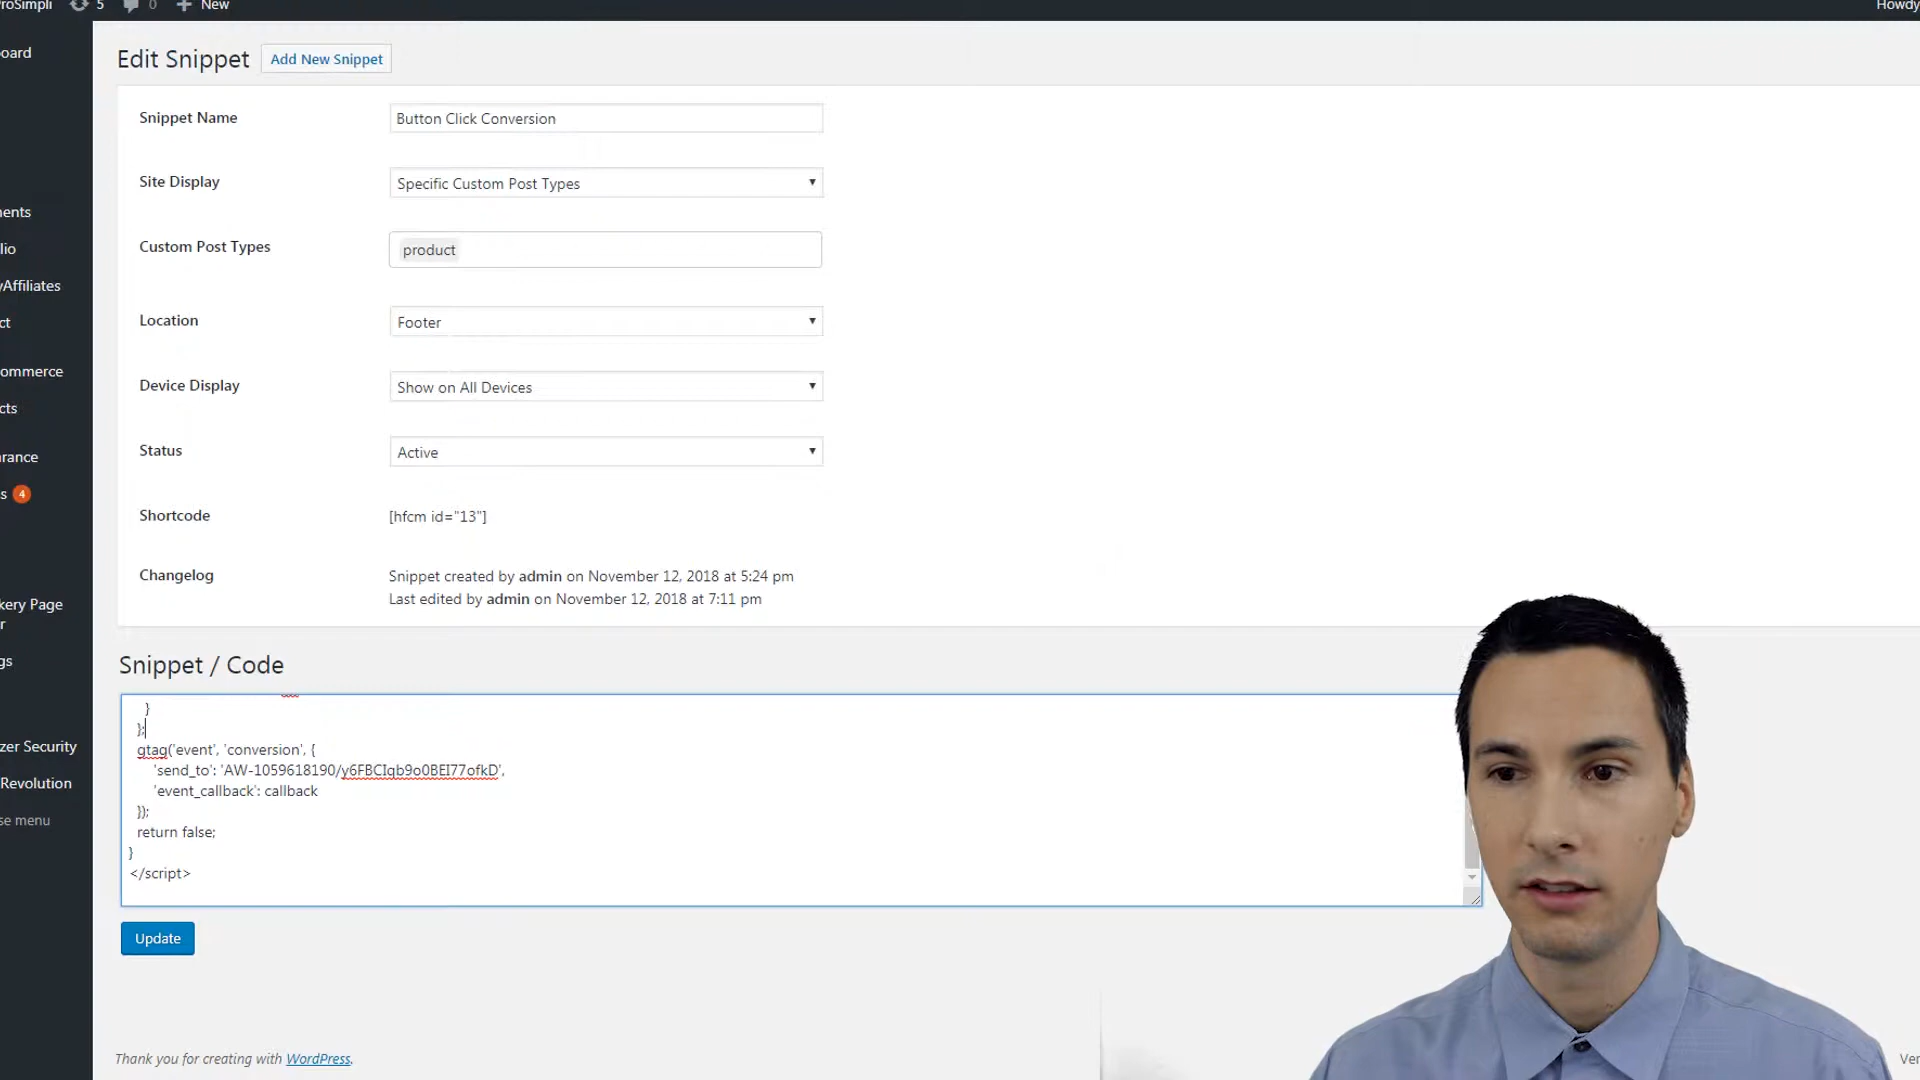 roSimpli 5 0 New Howdy
oard
Edit Snippet Add New Snippet
Snippet Name Button Click Conversion
Site Display Specific Custom Post Types
ents
Custom Post Types product
lio
yAffiliates
Location Footer
ct
ommerce
Device Display Show on All Devices
cts
Status Active
rance
s 4
Shortcode [hfcm id="13"]
Changelog Snippet created by admin on November 12, 2018 at 5:24 pm
Last edited by admin on November 12, 2018 at 7:11 pm
kery Page
r
gs
Snippet / Code
}
};
gtag('event', 'conversion', {
zer Security
'send_to': 'AW-1059618190/y6FBCIqb9o0BEI77ofkD',
Revolution
'event_callback': callback
});
se menu
return false;
}
</script>
Update
Thank you for creating with WordPress. Ver